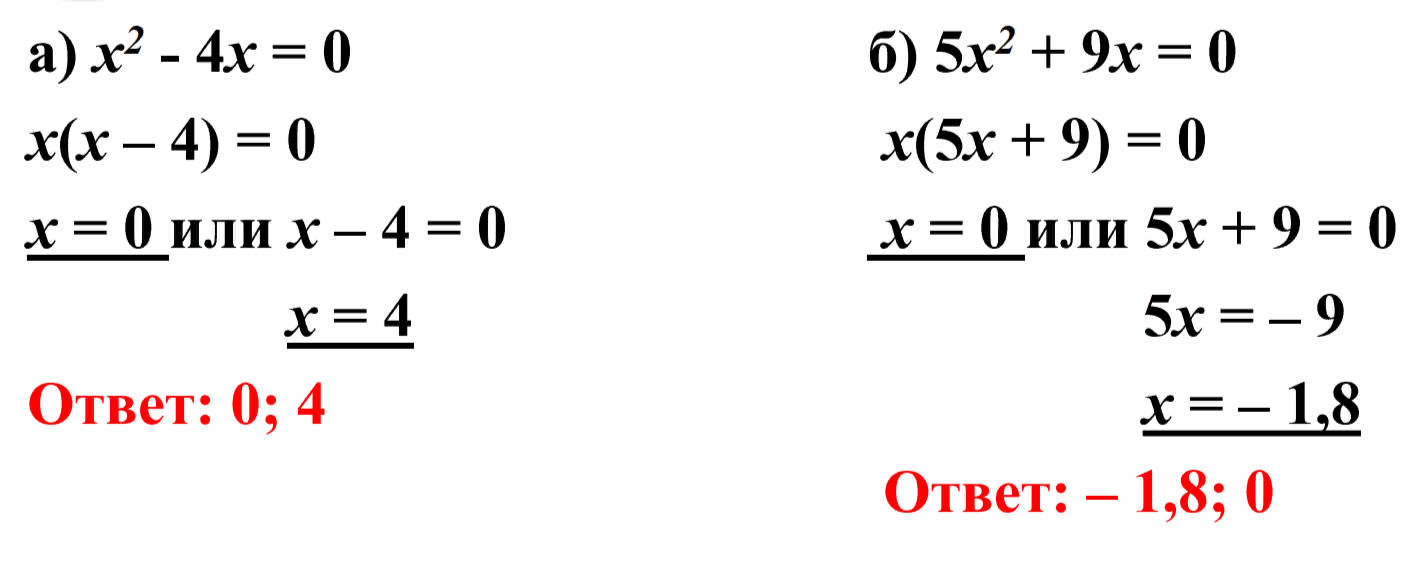 а) x² - 4x = 0
x(x – 4) = 0
x = 0 или x – 4 = 0
x = 4
Ответ: 0; 4
б) 5x² + 9x = 0
x(5x + 9) = 0
x = 0 или 5x + 9 = 0
5x = – 9
x = – 1,8
Ответ: – 1,8; 0